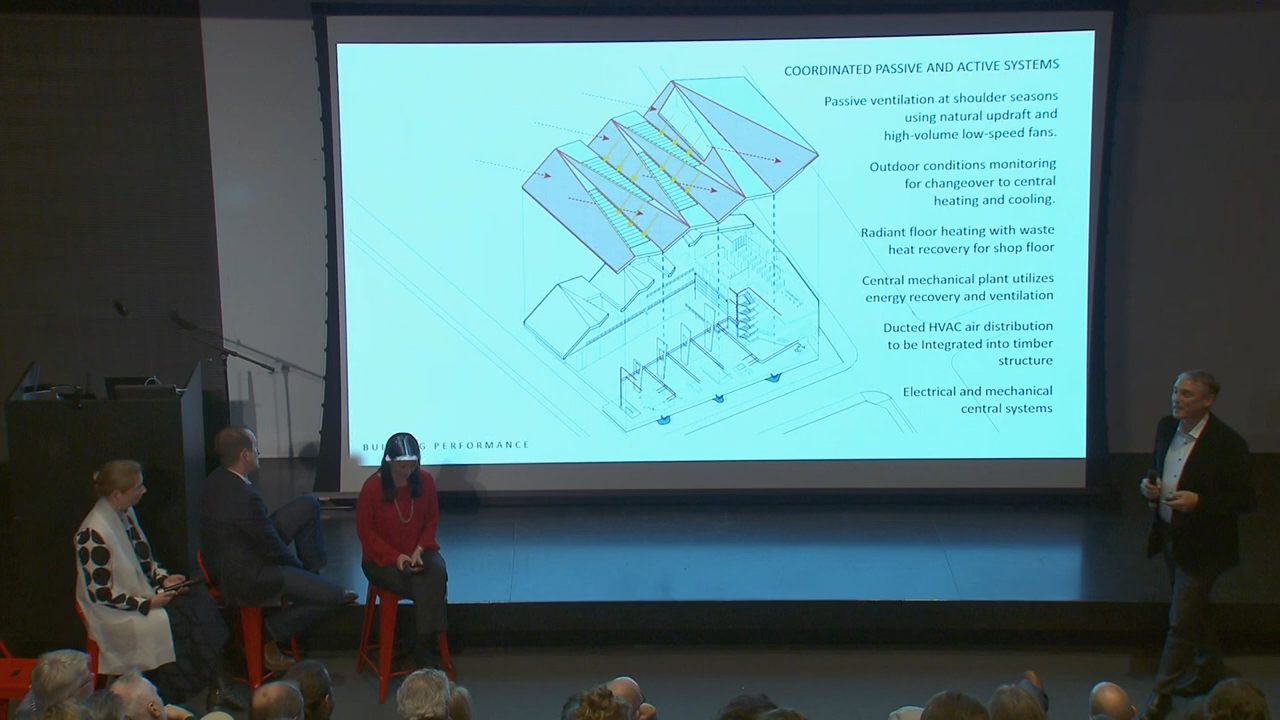 COORDINATED PASSIVE AND ACTIVE SYSTEMS
Passive ventilation at shoulder seasons
using natural updraft and
high-volume low-speed fans.
Outdoor conditions monitoring
for changeover to central
heating and cooling.
Radiant floor heating with waste
heat recovery for shop floor
Central mechanical plant utilizes
energy recovery and ventilation
Ducted HVAC air distribution
to be Integrated into timber
structure
Electrical and mechanical
central systems
BUILDING PERFORMANCE